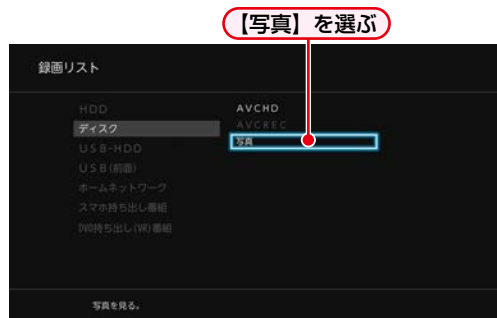 【写真】を選ぶ
録画リスト
HDD
ディスク
USB-HDD
USB(前面)
ホームネットワーク
スマホ持ち出し番組
DVD持ち出し(VR)番組
AVCHD
AVCREC
写真
写真を見る。